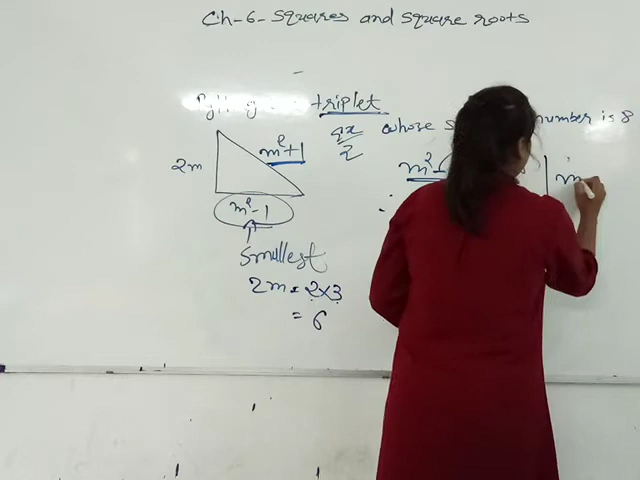 Ch-6-Squares and square roots
triplet
whose number is 8
2m
m²+1
m²-1
m²-
m
Smallest
2m = 2×3
= 6